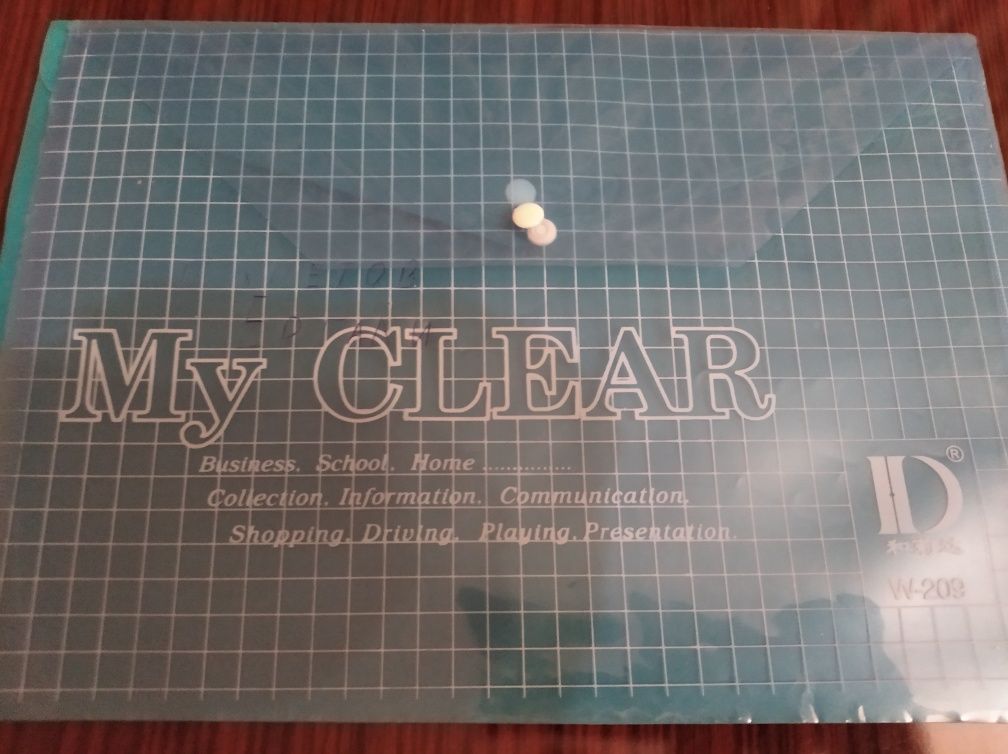 My CLEAR
Business. School. Home ...............
Collection. Information. Communication.
Shopping. Driving. Playing. Presentation.
D ®
W-209